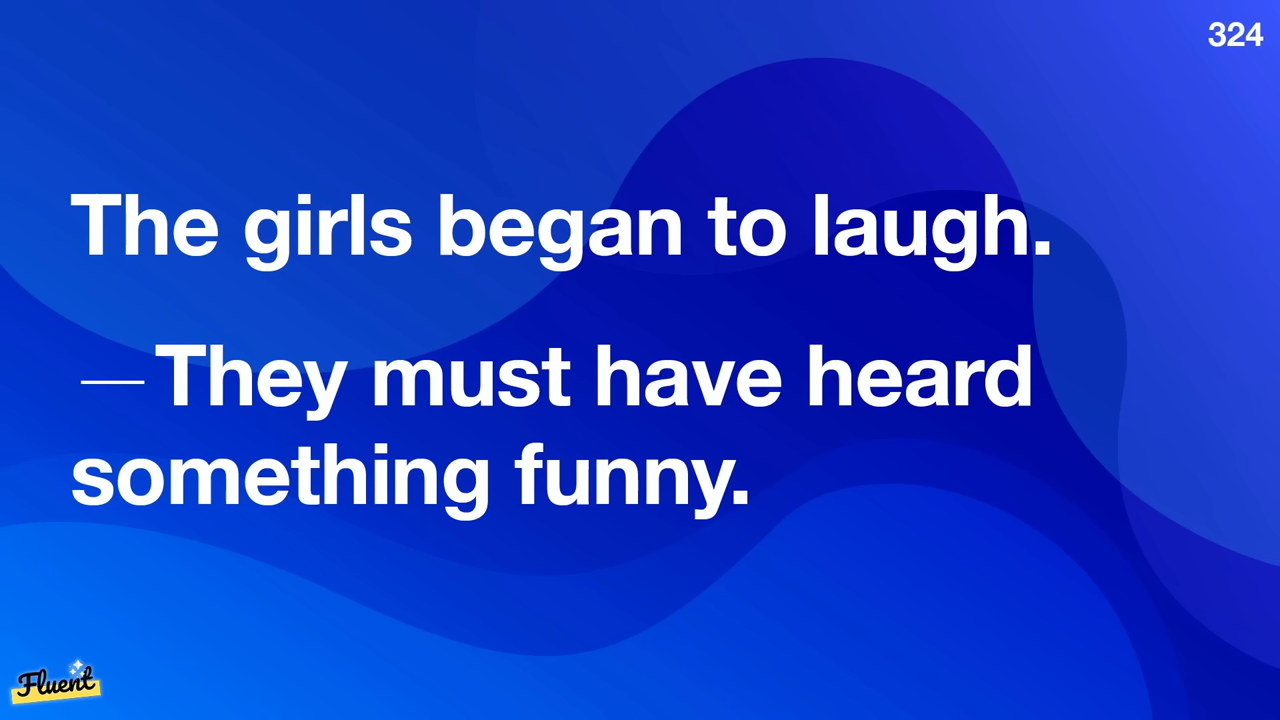 324
The girls began to laugh.
—They must have heard
something funny.
Fluent